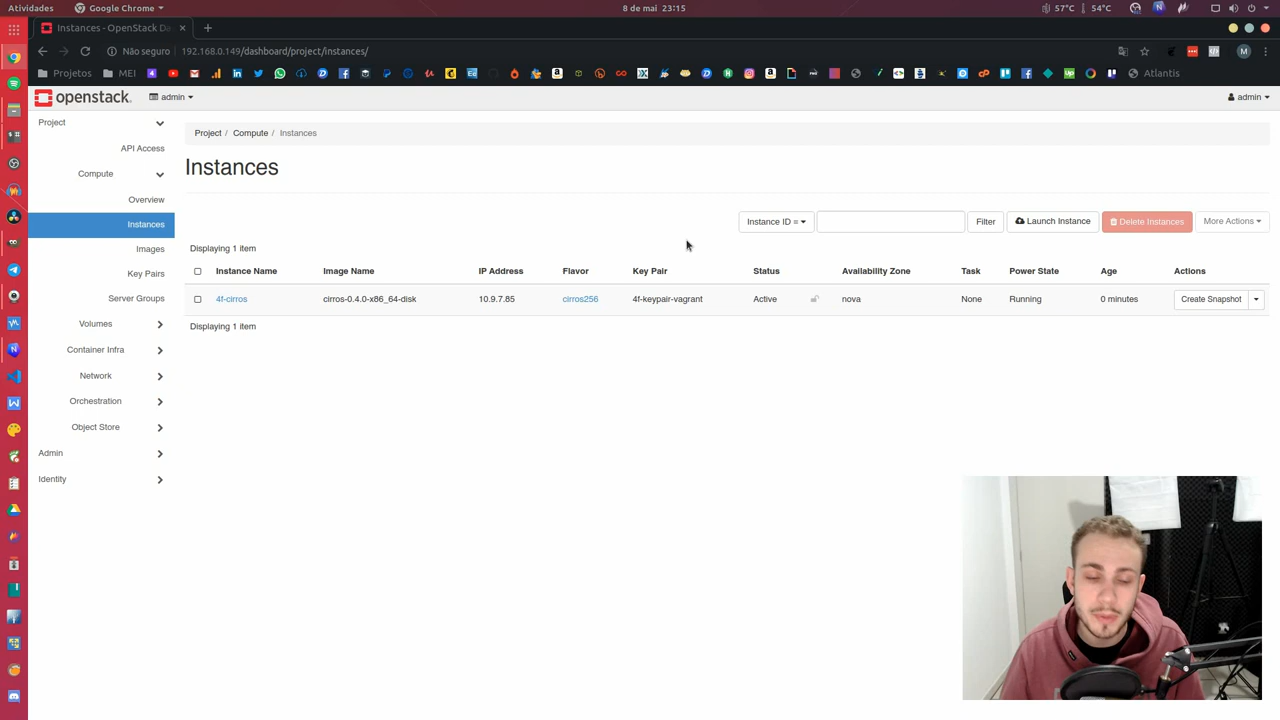 Atividades
Google Chrome
8 de mai 23:15
57°C
54°C
Instances - OpenStack Da
Não seguro
192.168.0.149/dashboard/project/instances/
M
Projetos
MEI
Atlantis
openstack.
admin
admin
Project
API Access
Compute
Overview
Instances
Images
Key Pairs
Server Groups
Volumes
Container Infra
Network
Orchestration
Object Store
Admin
Identity
Project / Compute / Instances
Instances
Instance ID =
Filter
Launch Instance
Delete Instances
More Actions
Displaying 1 item
Instance Name Image Name IP Address Flavor Key Pair Status Availability Zone Task Power State Age Actions
4f-cirros cirros-0.4.0-x86_64-disk 10.9.7.85 cirros256 4f-keypair-vagrant Active nova None Running 0 minutes Create Snapshot
Displaying 1 item